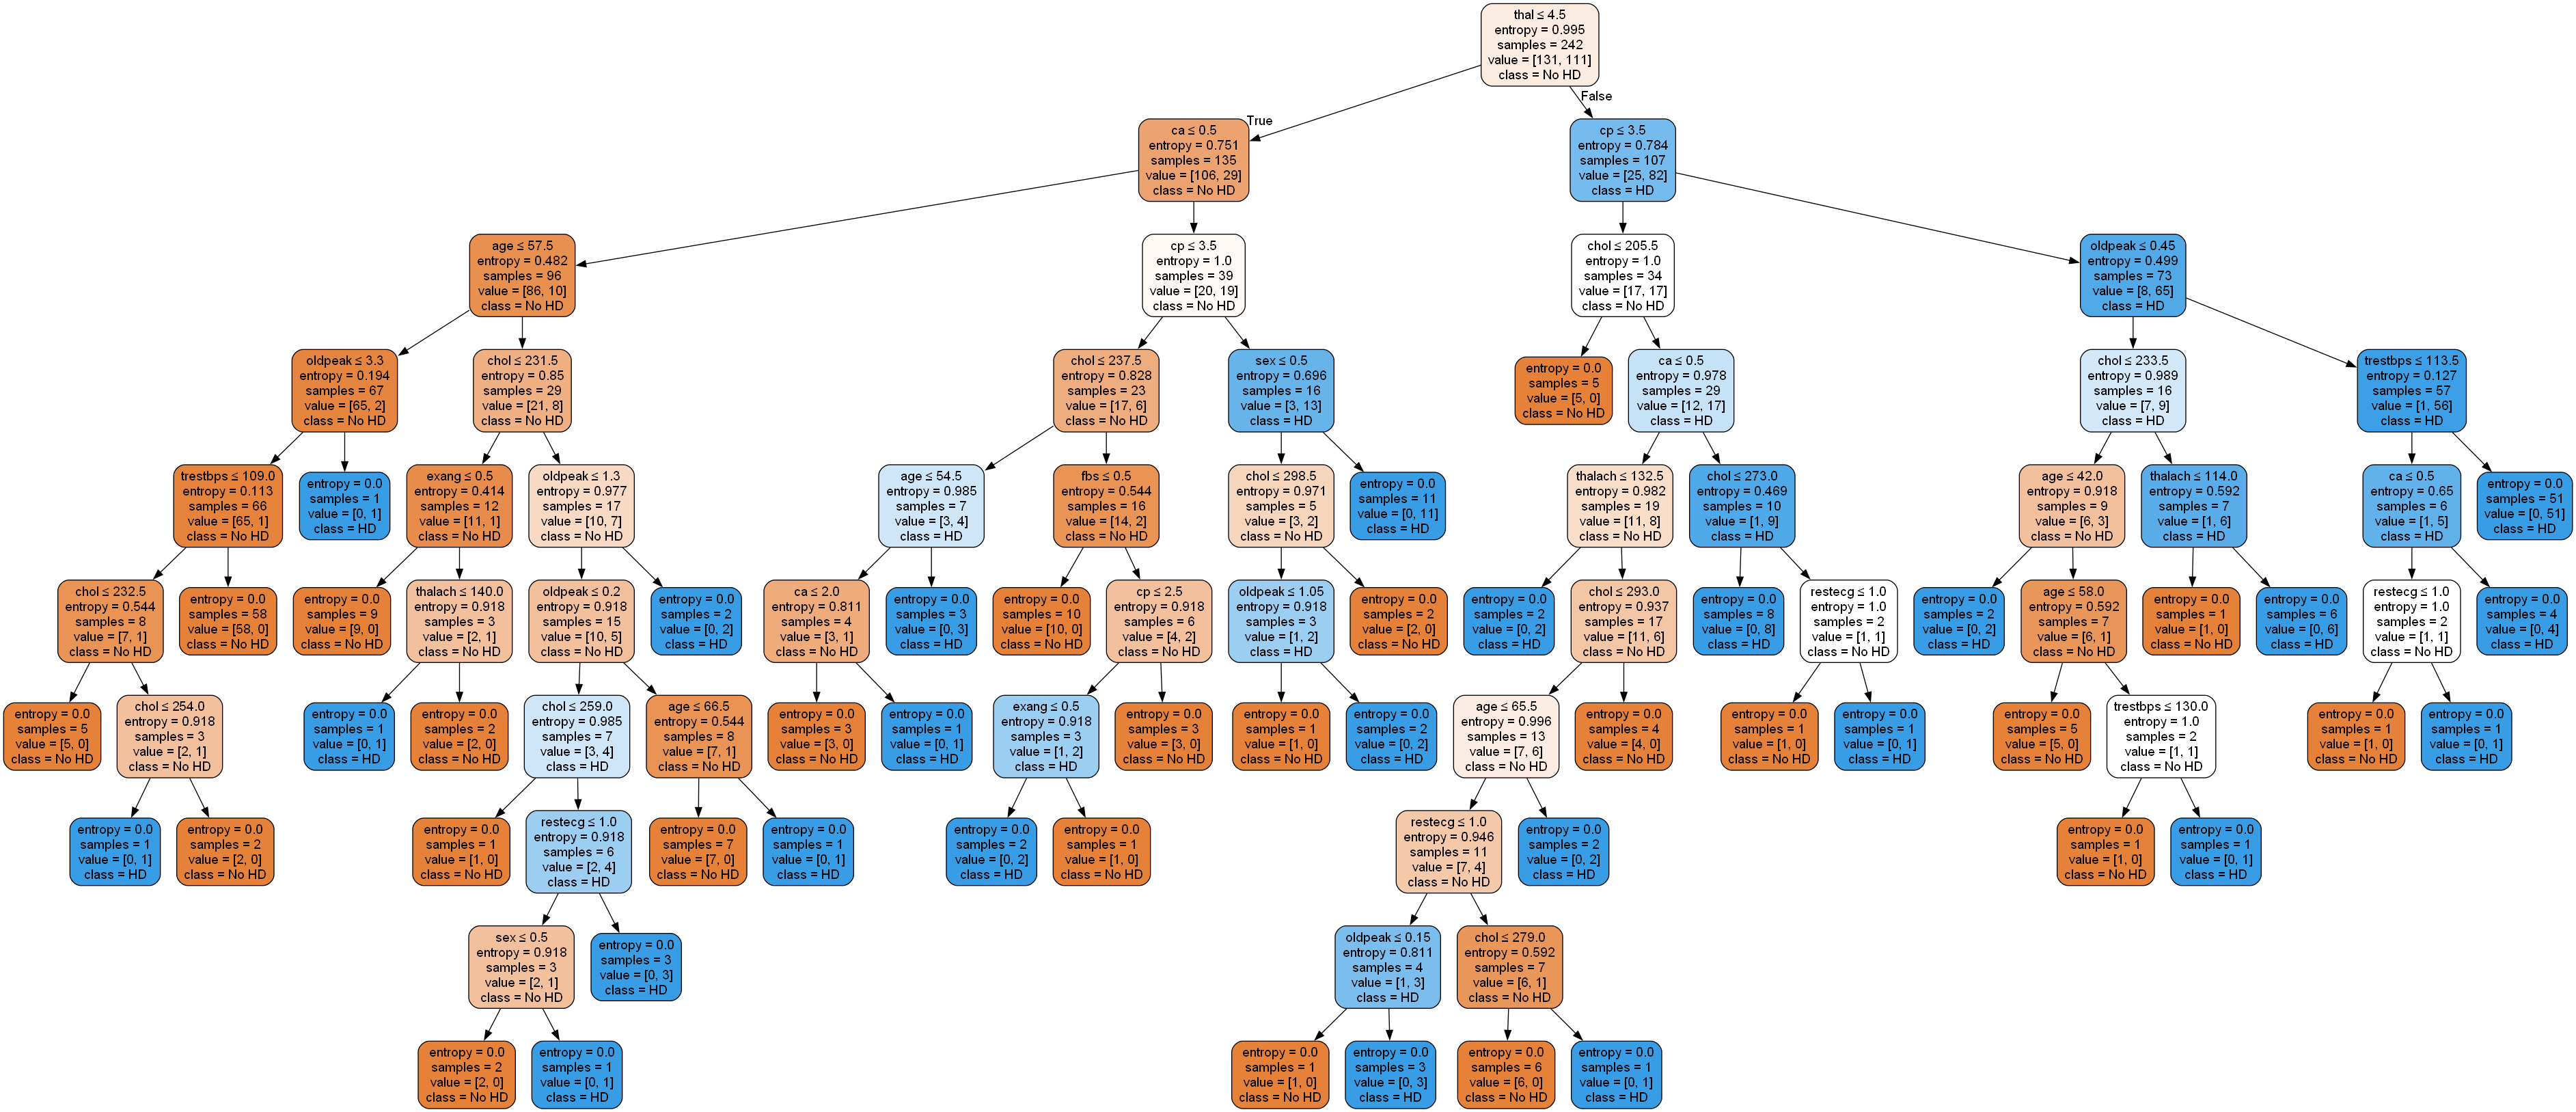 thal ≤ 4.5
entropy = 0.995
samples = 242
value = [131, 111]
class = No HD
True
False
ca ≤ 0.5
entropy = 0.751
samples = 135
value = [106, 29]
class = No HD
cp ≤ 3.5
entropy = 0.784
samples = 107
value = [25, 82]
class = HD
age ≤ 57.5
entropy = 0.482
samples = 96
value = [86, 10]
class = No HD
cp ≤ 3.5
entropy = 1.0
samples = 39
value = [20, 19]
class = No HD
chol ≤ 205.5
entropy = 1.0
samples = 34
value = [17, 17]
class = No HD
oldpeak ≤ 0.45
entropy = 0.499
samples = 73
value = [8, 65]
class = HD
oldpeak ≤ 3.3
entropy = 0.194
samples = 67
value = [65, 2]
class = No HD
chol ≤ 231.5
entropy = 0.85
samples = 29
value = [21, 8]
class = No HD
chol ≤ 237.5
entropy = 0.828
samples = 23
value = [17, 6]
class = No HD
sex ≤ 0.5
entropy = 0.696
samples = 16
value = [3, 13]
class = HD
entropy = 0.0
samples = 5
value = [5, 0]
class = No HD
ca ≤ 0.5
entropy = 0.978
samples = 29
value = [12, 17]
class = HD
chol ≤ 233.5
entropy = 0.989
samples = 16
value = [7, 9]
class = HD
trestbps ≤ 113.5
entropy = 0.127
samples = 57
value = [1, 56]
class = HD
trestbps ≤ 109.0
entropy = 0.113
samples = 66
value = [65, 1]
class = No HD
entropy = 0.0
samples = 1
value = [0, 1]
class = HD
exang ≤ 0.5
entropy = 0.414
samples = 12
value = [11, 1]
class = No HD
oldpeak ≤ 1.3
entropy = 0.977
samples = 17
value = [10, 7]
class = No HD
age ≤ 54.5
entropy = 0.985
samples = 7
value = [3, 4]
class = HD
fbs ≤ 0.5
entropy = 0.544
samples = 16
value = [14, 2]
class = No HD
chol ≤ 298.5
entropy = 0.971
samples = 5
value = [3, 2]
class = No HD
entropy = 0.0
samples = 11
value = [0, 11]
class = HD
thalach ≤ 132.5
entropy = 0.982
samples = 19
value = [11, 8]
class = No HD
chol ≤ 273.0
entropy = 0.469
samples = 10
value = [1, 9]
class = HD
age ≤ 42.0
entropy = 0.918
samples = 9
value = [6, 3]
class = No HD
thalach ≤ 114.0
entropy = 0.592
samples = 7
value = [1, 6]
class = HD
ca ≤ 0.5
entropy = 0.65
samples = 6
value = [1, 5]
class = HD
entropy = 0.0
samples = 51
value = [0, 51]
class = HD
chol ≤ 232.5
entropy = 0.544
samples = 8
value = [7, 1]
class = No HD
entropy = 0.0
samples = 58
value = [58, 0]
class = No HD
entropy = 0.0
samples = 9
value = [9, 0]
class = No HD
thalach ≤ 140.0
entropy = 0.918
samples = 3
value = [2, 1]
class = No HD
oldpeak ≤ 0.2
entropy = 0.918
samples = 15
value = [10, 5]
class = No HD
entropy = 0.0
samples = 2
value = [0, 2]
class = HD
ca ≤ 2.0
entropy = 0.811
samples = 4
value = [3, 1]
class = No HD
entropy = 0.0
samples = 3
value = [0, 3]
class = HD
entropy = 0.0
samples = 10
value = [10, 0]
class = No HD
cp ≤ 2.5
entropy = 0.918
samples = 6
value = [4, 2]
class = No HD
oldpeak ≤ 1.05
entropy = 0.918
samples = 3
value = [1, 2]
class = HD
entropy = 0.0
samples = 2
value = [2, 0]
class = No HD
entropy = 0.0
samples = 2
value = [0, 2]
class = HD
chol ≤ 293.0
entropy = 0.937
samples = 17
value = [11, 6]
class = No HD
entropy = 0.0
samples = 8
value = [0, 8]
class = HD
restecg ≤ 1.0
entropy = 1.0
samples = 2
value = [1, 1]
class = No HD
entropy = 0.0
samples = 2
value = [0, 2]
class = HD
age ≤ 58.0
entropy = 0.592
samples = 7
value = [6, 1]
class = No HD
entropy = 0.0
samples = 1
value = [1, 0]
class = No HD
entropy = 0.0
samples = 6
value = [0, 6]
class = HD
restecg ≤ 1.0
entropy = 1.0
samples = 2
value = [1, 1]
class = No HD
entropy = 0.0
samples = 4
value = [0, 4]
class = HD
entropy = 0.0
samples = 5
value = [5, 0]
class = No HD
chol ≤ 254.0
entropy = 0.918
samples = 3
value = [2, 1]
class = No HD
entropy = 0.0
samples = 1
value = [0, 1]
class = HD
entropy = 0.0
samples = 2
value = [2, 0]
class = No HD
chol ≤ 259.0
entropy = 0.985
samples = 7
value = [3, 4]
class = HD
age ≤ 66.5
entropy = 0.544
samples = 8
value = [7, 1]
class = No HD
entropy = 0.0
samples = 3
value = [3, 0]
class = No HD
entropy = 0.0
samples = 1
value = [0, 1]
class = HD
exang ≤ 0.5
entropy = 0.918
samples = 3
value = [1, 2]
class = HD
entropy = 0.0
samples = 3
value = [3, 0]
class = No HD
entropy = 0.0
samples = 1
value = [1, 0]
class = No HD
entropy = 0.0
samples = 2
value = [0, 2]
class = HD
age ≤ 65.5
entropy = 0.996
samples = 13
value = [7, 6]
class = No HD
entropy = 0.0
samples = 4
value = [4, 0]
class = No HD
entropy = 0.0
samples = 1
value = [1, 0]
class = No HD
entropy = 0.0
samples = 1
value = [0, 1]
class = HD
entropy = 0.0
samples = 5
value = [5, 0]
class = No HD
trestbps ≤ 130.0
entropy = 1.0
samples = 2
value = [1, 1]
class = No HD
entropy = 0.0
samples = 1
value = [1, 0]
class = No HD
entropy = 0.0
samples = 1
value = [0, 1]
class = HD
entropy = 0.0
samples = 1
value = [0, 1]
class = HD
entropy = 0.0
samples = 2
value = [2, 0]
class = No HD
entropy = 0.0
samples = 1
value = [1, 0]
class = No HD
restecg ≤ 1.0
entropy = 0.918
samples = 6
value = [2, 4]
class = HD
entropy = 0.0
samples = 7
value = [7, 0]
class = No HD
entropy = 0.0
samples = 1
value = [0, 1]
class = HD
entropy = 0.0
samples = 2
value = [0, 2]
class = HD
entropy = 0.0
samples = 1
value = [1, 0]
class = No HD
restecg ≤ 1.0
entropy = 0.946
samples = 11
value = [7, 4]
class = No HD
entropy = 0.0
samples = 2
value = [0, 2]
class = HD
entropy = 0.0
samples = 1
value = [1, 0]
class = No HD
entropy = 0.0
samples = 1
value = [0, 1]
class = HD
sex ≤ 0.5
entropy = 0.918
samples = 3
value = [2, 1]
class = No HD
entropy = 0.0
samples = 3
value = [0, 3]
class = HD
oldpeak ≤ 0.15
entropy = 0.811
samples = 4
value = [1, 3]
class = HD
chol ≤ 279.0
entropy = 0.592
samples = 7
value = [6, 1]
class = No HD
entropy = 0.0
samples = 2
value = [2, 0]
class = No HD
entropy = 0.0
samples = 1
value = [0, 1]
class = HD
entropy = 0.0
samples = 1
value = [1, 0]
class = No HD
entropy = 0.0
samples = 3
value = [0, 3]
class = HD
entropy = 0.0
samples = 6
value = [6, 0]
class = No HD
entropy = 0.0
samples = 1
value = [0, 1]
class = HD